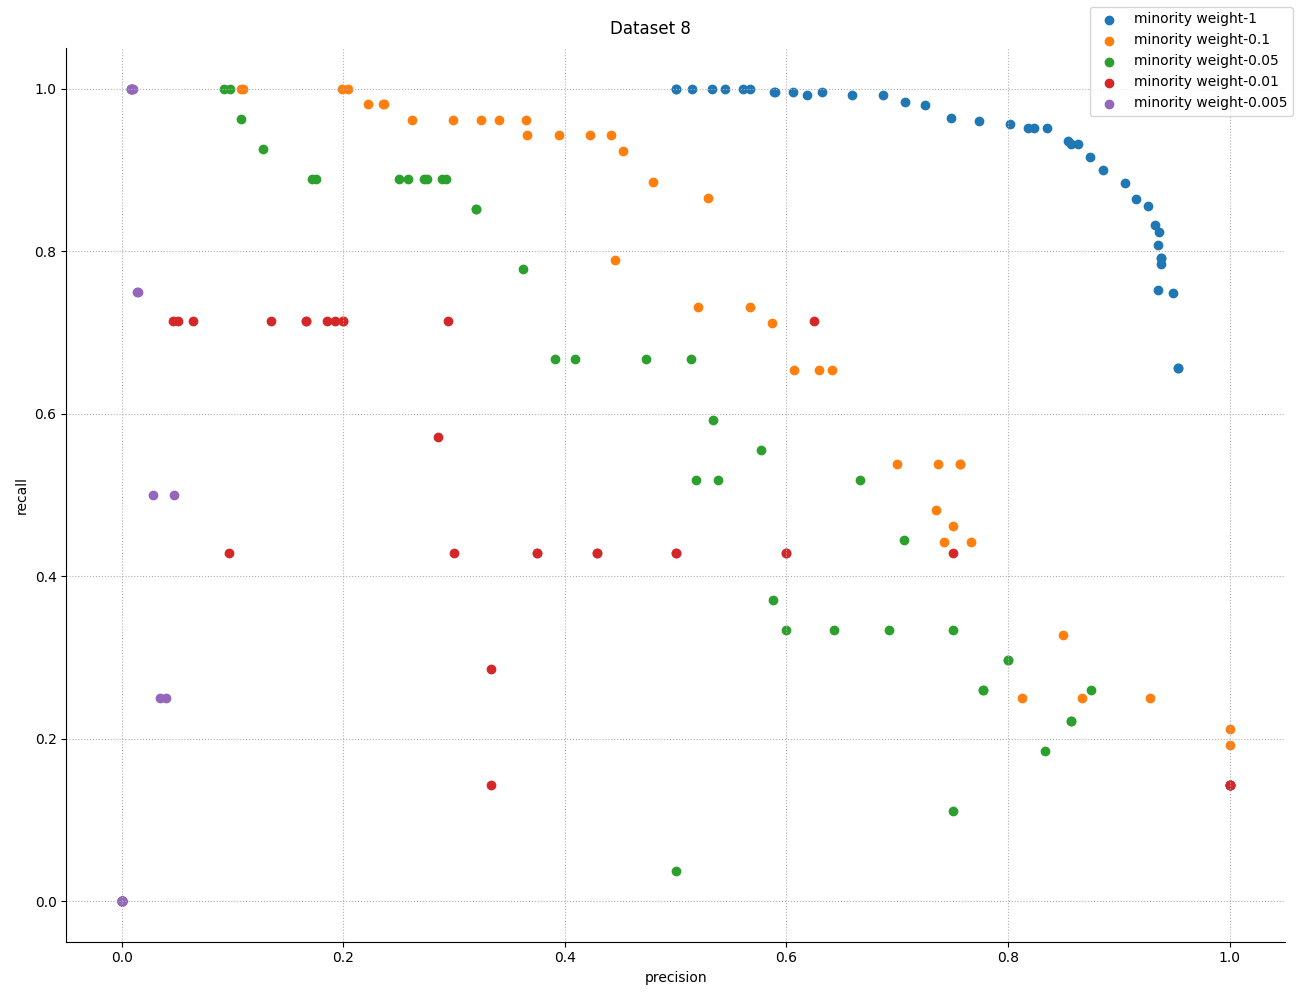 Dataset 8
minority weight-1
minority weight-0.1
minority weight-0.05
minority weight-0.01
minority weight-0.005
recall
1.0
0.8
0.6
0.4
0.2
0.0
0.0 0.2 0.4 0.6 0.8 1.0
precision